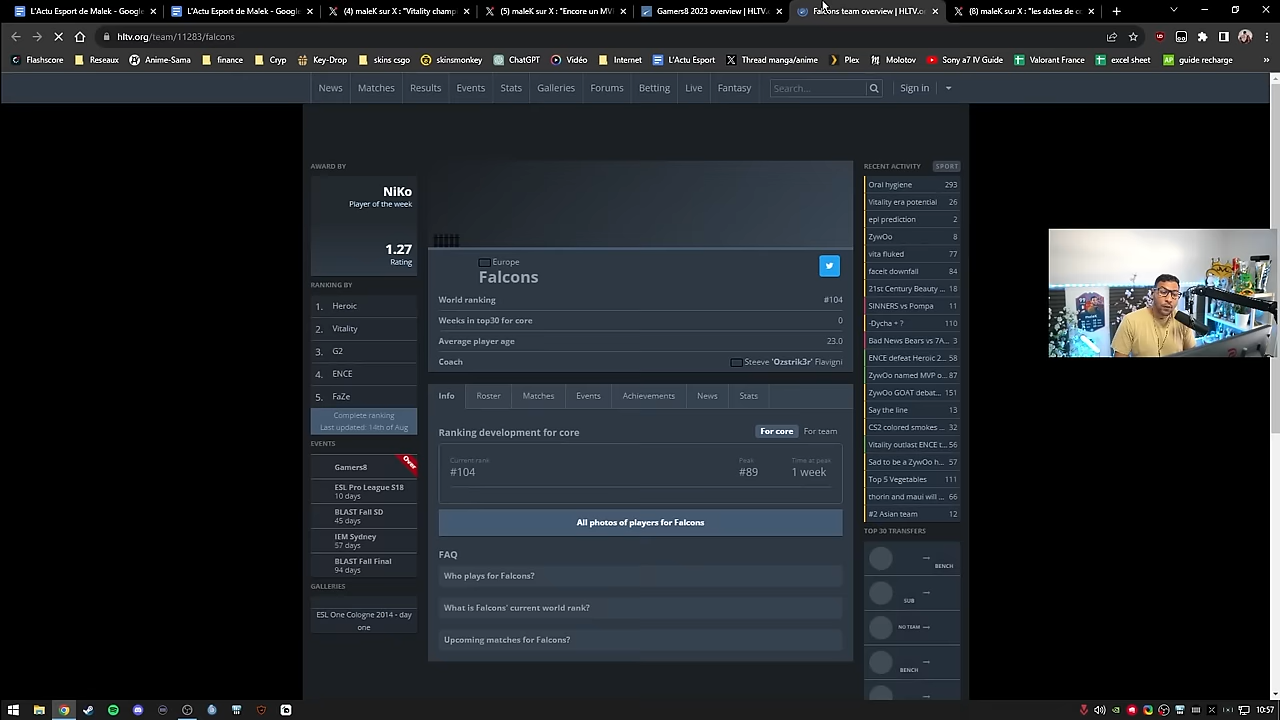 L'Actu Esport de Malek - Google
L'Actu Esport de Malek - Google
(4) maleK sur X : "Vitality champ
(5) maleK sur X : "Encore un MV
Gamers8 2023 overview | HLTV.o
Falcons team overview | HLTV.o
(8) maleK sur X : "les dates de c
hltv.org/team/11283/falcons
Flashscore
Reseaux
Anime-Sama
finance
Cryp
Key-Drop
skins csgo
skinsmoney
ChatGPT
Vidéo
Internet
L'Actu Esport
Thread manga/anime
Plex
Molotov
Sony a7 IV Guide
Valorant France
excel sheet
guide recharge
News
Matches
Results
Events
Stats
Galleries
Forums
Betting
Live
Fantasy
Search...
Sign in
AWARD BY
NiKo
Player of the week
1.27
Rating
RANKING BY
1. Heroic
2. Vitality
3. G2
4. ENCE
5. FaZe
Complete ranking
Last updated: 14th of Aug
EVENTS
Gamers8
Over
ESL Pro League S18
10 days
BLAST Fall SD
45 days
IEM Sydney
57 days
BLAST Fall Final
94 days
GALLERIES
ESL One Cologne 2014 - day
one
Europe
Falcons
World ranking #104
Weeks in top30 for core 0
Average player age 23.0
Coach Steeve 'Ozstrik3r' Flavigni
Info
Roster
Matches
Events
Achievements
News
Stats
Ranking development for core
For core
For team
Current rank
#104
Peak
#89
Time at peak
1 week
All photos of players for Falcons
FAQ
Who plays for Falcons?
What is Falcons' current world rank?
Upcoming matches for Falcons?
RECENT ACTIVITY
SPORT
Oral hygiene 293
Vitality era potential 26
epl prediction 2
ZywOo 8
vita fluked 77
faceit downfall 84
21st Century Beauty ... 18
SINNERS vs Pompa 11
-Dycha + ? 110
Bad News Bears vs 7A... 3
ENCE defeat Heroic 2... 58
ZywOo named MVP o... 87
ZywOo GOAT debat... 151
Say the line 13
CS2 colored smokes ... 32
Vitality outlast ENCE t... 56
Sad to be a ZywOo h... 57
Top 5 Vegetables 111
thorin and maui will ... 66
#2 Asian team 12
TOP 30 TRANSFERS
BENCH
SUB
NO TEAM
BENCH
10:57